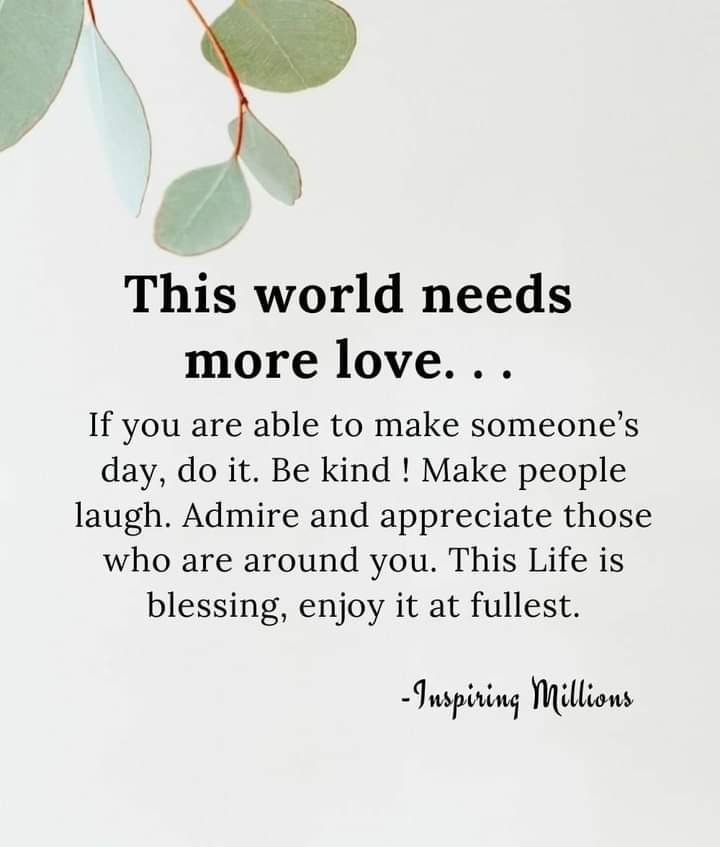 This world needs
more love. . .
If you are able to make someone’s
day, do it. Be kind ! Make people
laugh. Admire and appreciate those
who are around you. This Life is
blessing, enjoy it at fullest.
-Inspiring Millions